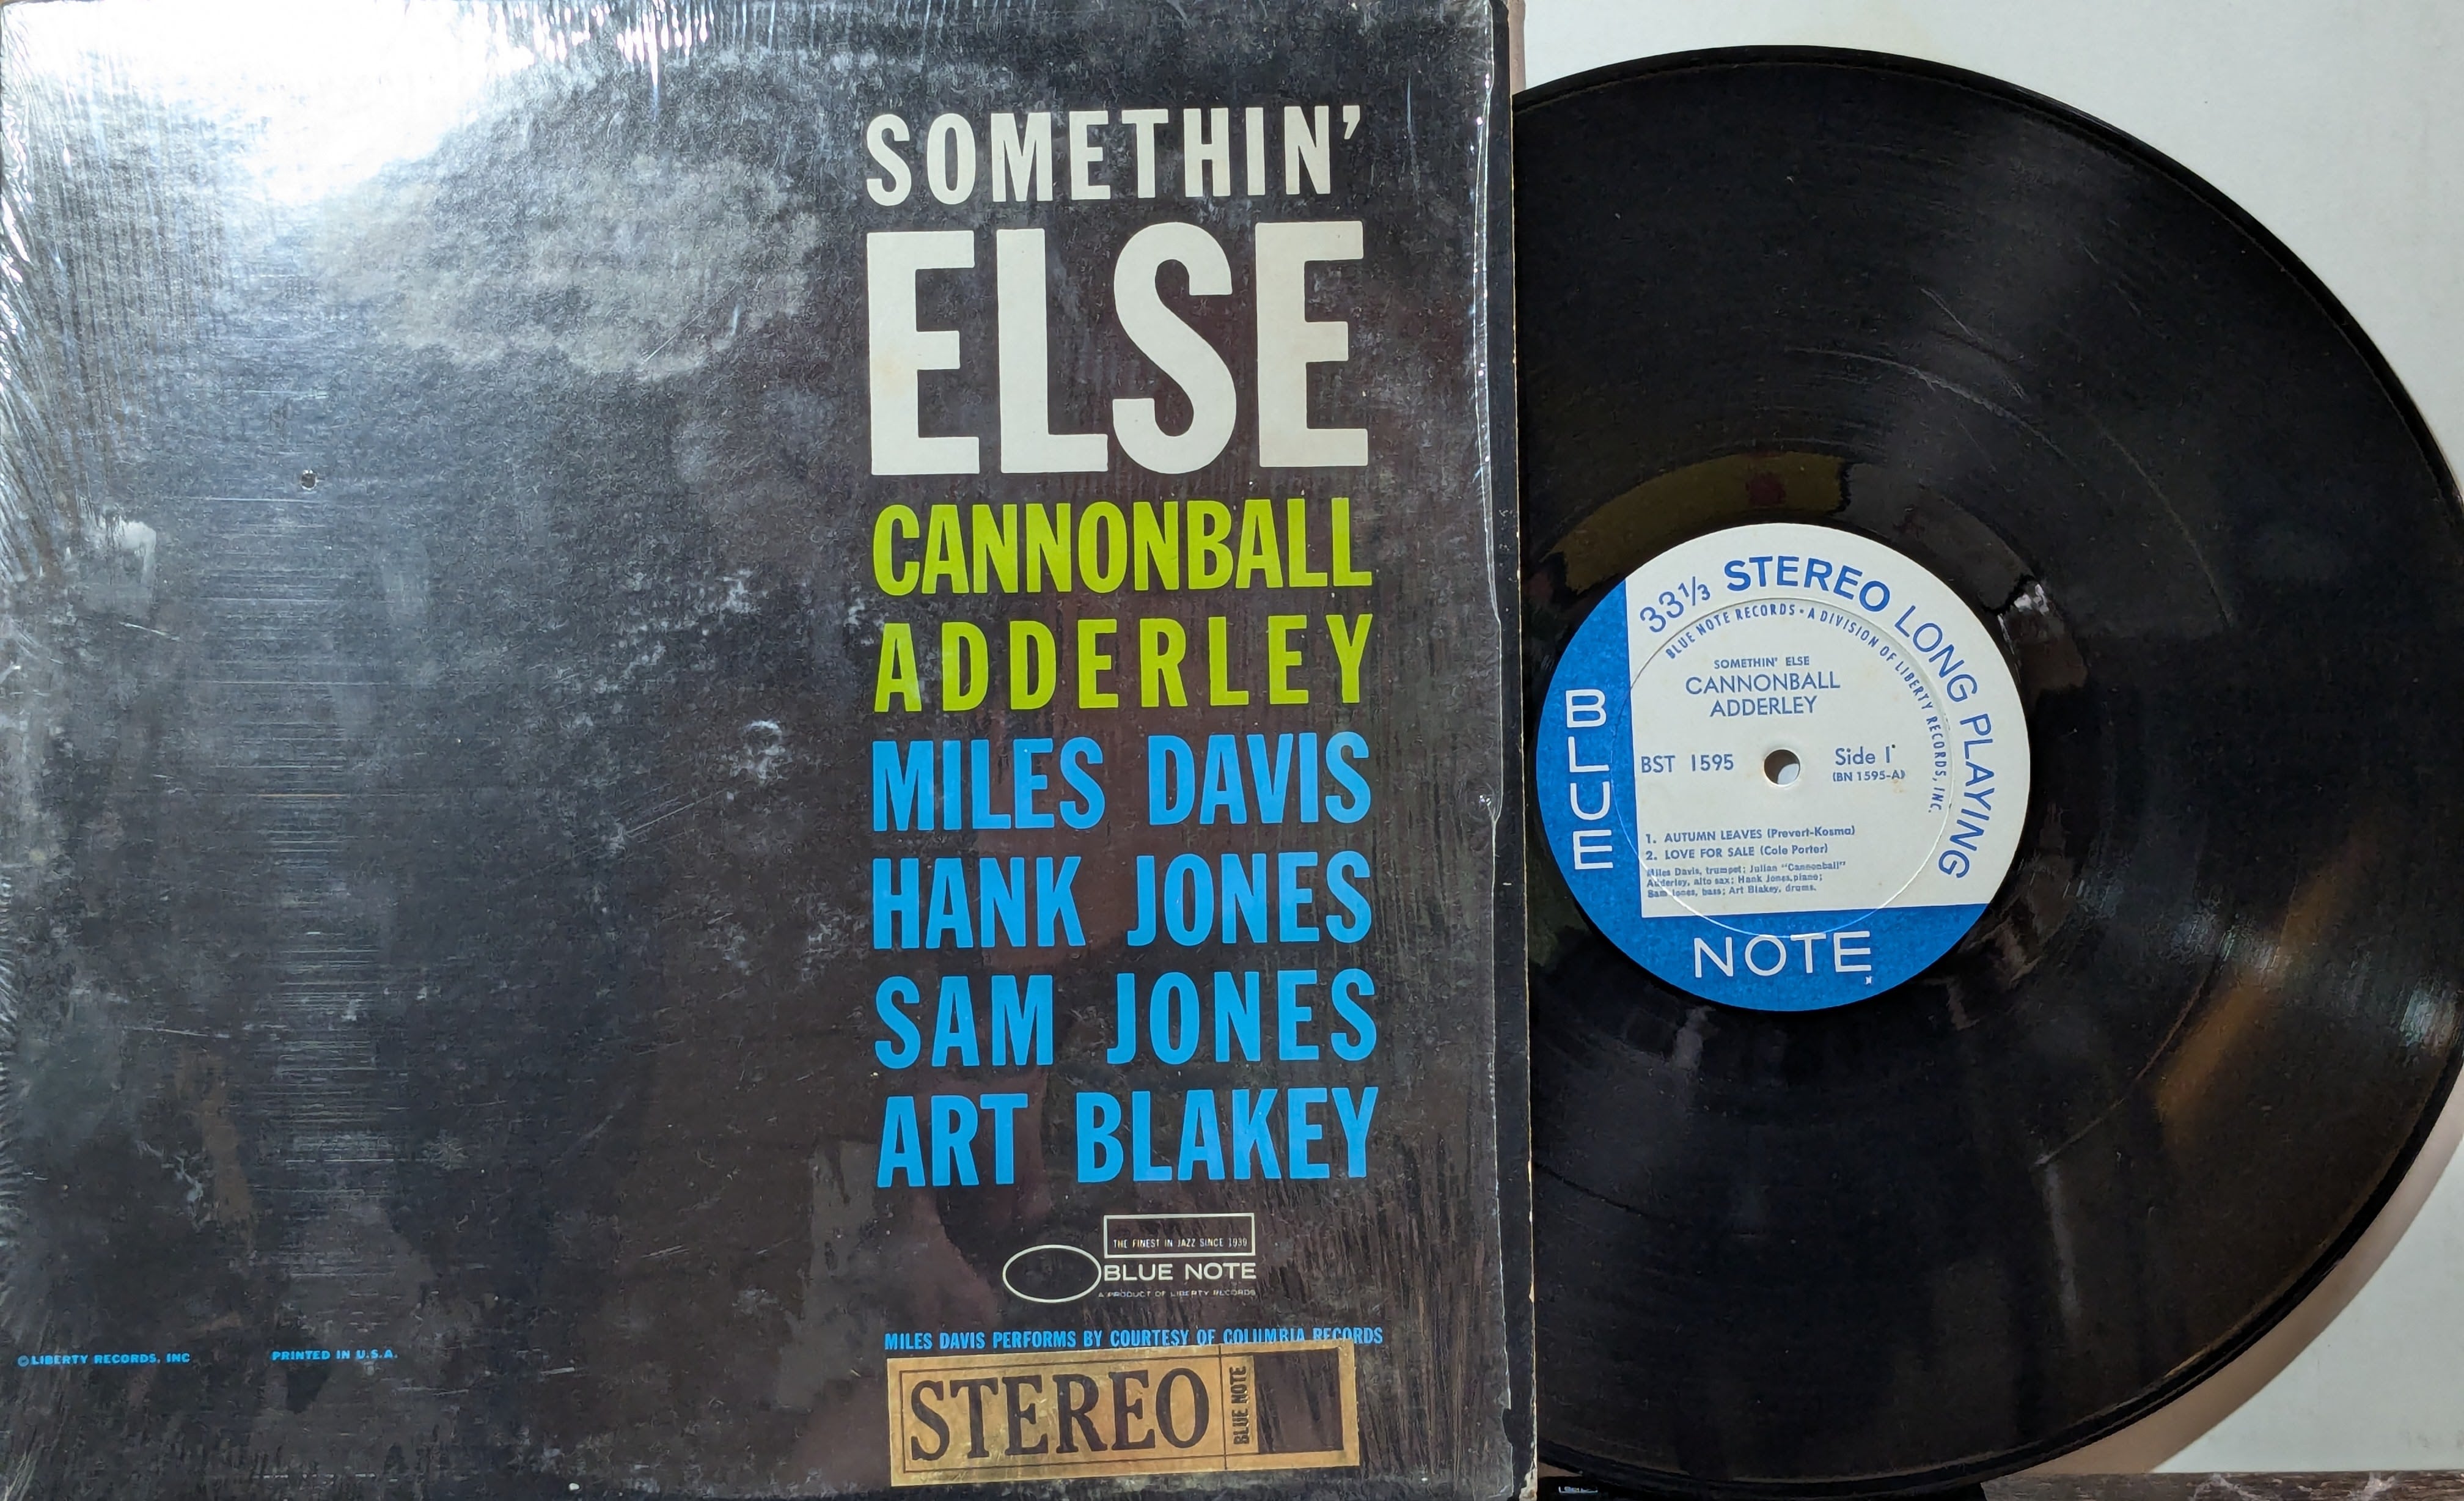 SOMETHIN'
ELSE
CANNONBALL
ADDERLEY
MILES DAVIS
HANK JONES
SAM JONES
ART BLAKEY
THE FINEST IN JAZZ SINCE 1939
BLUE NOTE
A PRODUCT OF LIBERTY RECORDS
MILES DAVIS PERFORMS BY COURTESY OF COLUMBIA RECORDS
©LIBERTY RECORDS, INC PRINTED IN U.S.A.
STEREO
BLUE NOTE
33 1/3 STEREO LONG PLAYING
BLUE NOTE RECORDS • A DIVISION OF LIBERTY RECORDS, INC.
SOMETHIN' ELSE
CANNONBALL
ADDERLEY
BST 1595 Side 1
(BN 1595-A)
1. AUTUMN LEAVES (Prevert-Kosma)
2. LOVE FOR SALE (Cole Porter)
Miles Davis, trumpet; Julian "Cannonball"
Adderley, alto sax; Hank Jones, piano;
Sam Jones, bass; Art Blakey, drums.
BLUE
NOTE